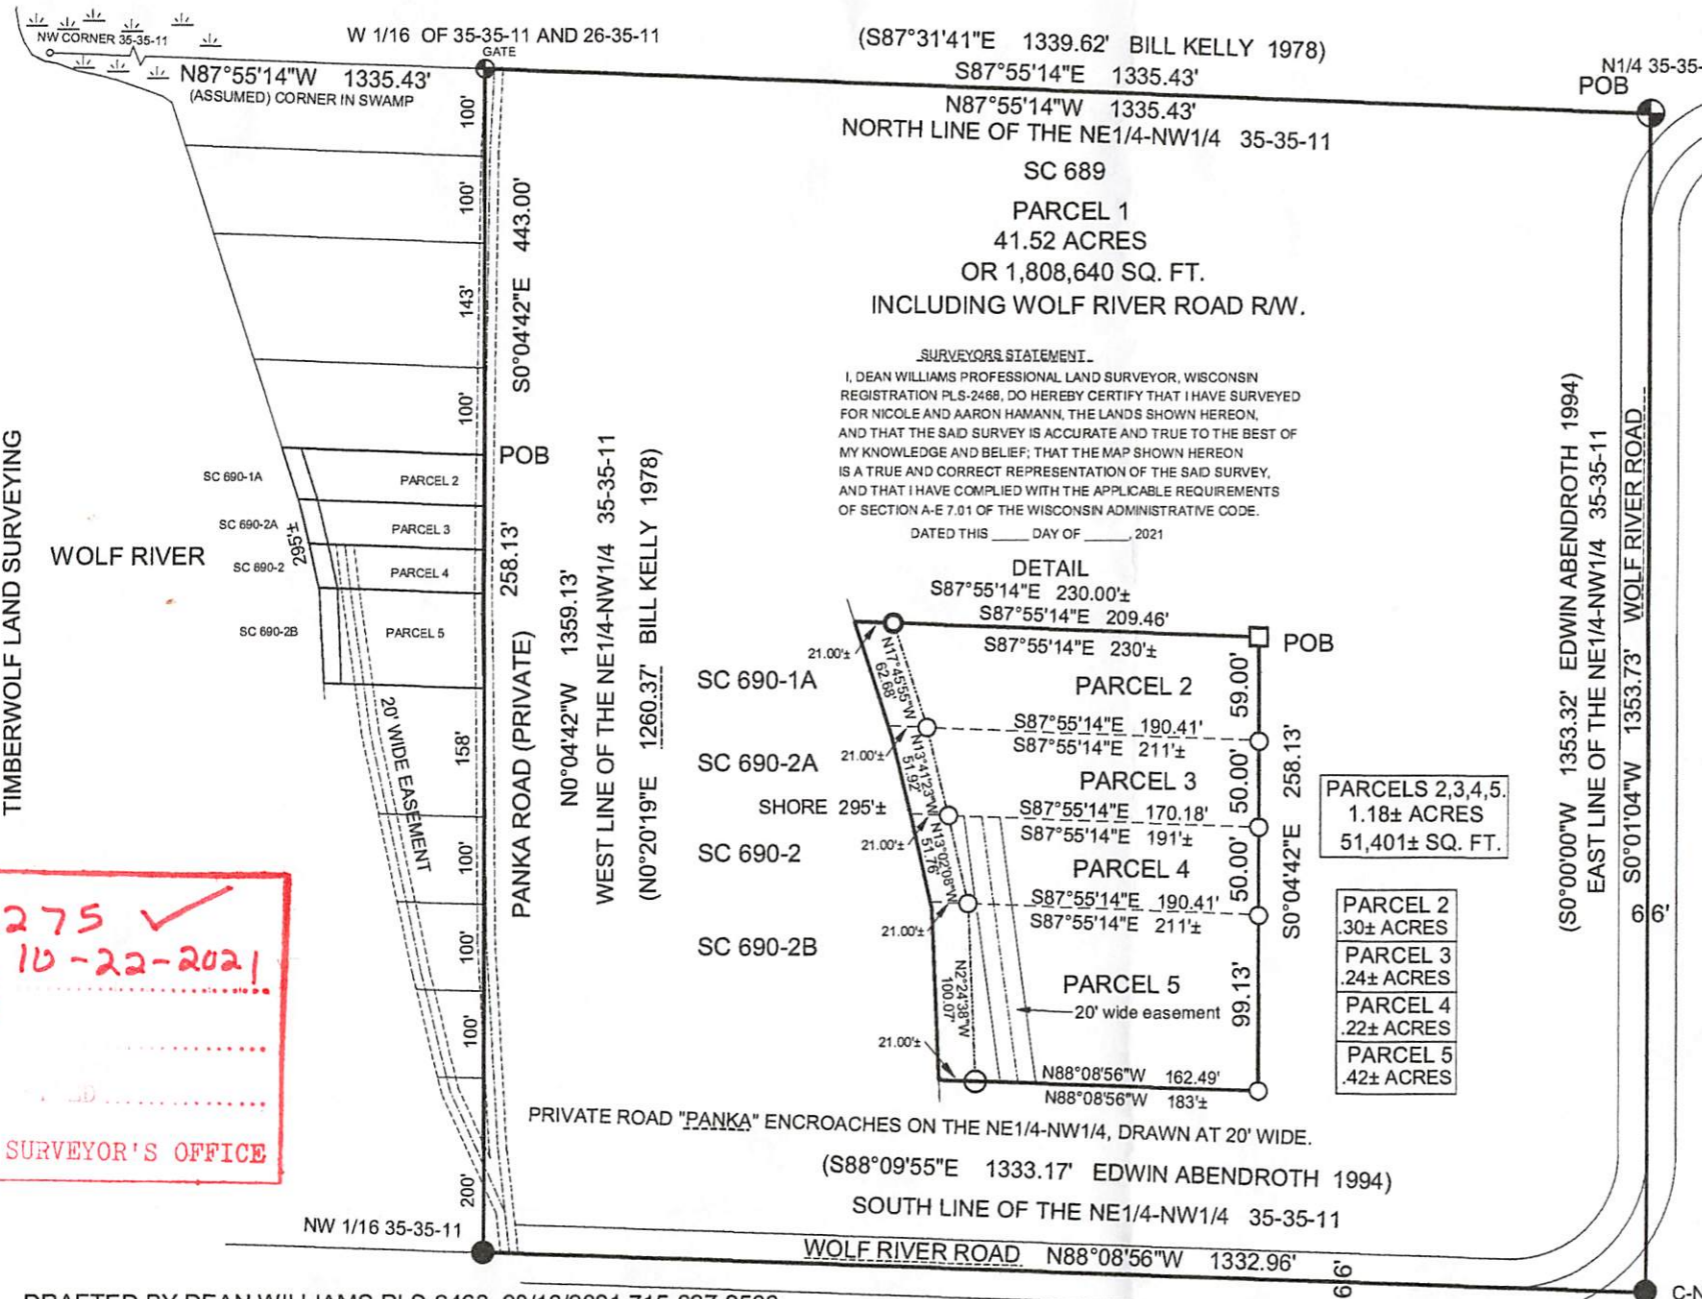 NW CORNER 35-35-11
N87°55'14"W 1335.43'
(ASSUMED) CORNER IN SWAMP
W 1/16 OF 35-35-11 AND 26-35-11
GATE
(S87°31'41"E 1339.62' BILL KELLY 1978)
S87°55'14"E 1335.43'
N87°55'14"W 1335.43'
NORTH LINE OF THE NE1/4-NW1/4 35-35-11
N1/4 35-35-
POB
SC 689
PARCEL 1
41.52 ACRES
OR 1,808,640 SQ. FT.
INCLUDING WOLF RIVER ROAD R/W.
SURVEYORS STATEMENT
I, DEAN WILLIAMS PROFESSIONAL LAND SURVEYOR, WISCONSIN
REGISTRATION PLS-2468, DO HEREBY CERTIFY THAT I HAVE SURVEYED
FOR NICOLE AND AARON HAMANN, THE LANDS SHOWN HEREON,
AND THAT THE SAID SURVEY IS ACCURATE AND TRUE TO THE BEST OF
MY KNOWLEDGE AND BELIEF; THAT THE MAP SHOWN HEREON
IS A TRUE AND CORRECT REPRESENTATION OF THE SAID SURVEY,
AND THAT I HAVE COMPLIED WITH THE APPLICABLE REQUIREMENTS
OF SECTION A-E 7.01 OF THE WISCONSIN ADMINISTRATIVE CODE.
DATED THIS _____ DAY OF _____, 2021
100'
100'
143'
100'
S0°04'42"E 443.00'
POB
258.13'
158'
100'
100'
100'
200'
SC 690-1A
PARCEL 2
SC 690-2A
PARCEL 3
SC 690-2
PARCEL 4
SC 690-2B
PARCEL 5
295'±
WOLF RIVER
TIMBERWOLF LAND SURVEYING
20' WIDE EASEMENT
PANKA ROAD (PRIVATE)
N0°04'42"W 1359.13'
WEST LINE OF THE NE1/4-NW1/4 35-35-11
(N0°20'19"E 1260.37' BILL KELLY 1978)
DETAIL
S87°55'14"E 230.00'±
S87°55'14"E 209.46'
S87°55'14"E 230'±
POB
21.00'±
N17°45'55"W
62.68'
SC 690-1A
PARCEL 2
59.00'
S87°55'14"E 190.41'
S87°55'14"E 211'±
21.00'±
N13°41'23"W
51.92'
SC 690-2A
PARCEL 3
50.00'
SHORE 295'±
S87°55'14"E 170.18'
S87°55'14"E 191'±
21.00'±
N13°02'08"W
51.76'
SC 690-2
PARCEL 4
50.00'
S87°55'14"E 190.41'
S87°55'14"E 211'±
21.00'±
SC 690-2B
N2°24'38"W
100.07'
PARCEL 5
20' wide easement
99.13'
21.00'±
N88°08'56"W 162.49'
N88°08'56"W 183'±
S0°04'42"E 258.13'
PARCELS 2,3,4,5.
1.18± ACRES
51,401± SQ. FT.
PARCEL 2
.30± ACRES
PARCEL 3
.24± ACRES
PARCEL 4
.22± ACRES
PARCEL 5
.42± ACRES
(S0°00'00"W 1353.32' EDWIN ABENDROTH 1994)
EAST LINE OF THE NE1/4-NW1/4 35-35-11
S0°01'04"W 1353.73' WOLF RIVER ROAD
66'
275 ✓
10-22-2021
SURVEYOR'S OFFICE
PRIVATE ROAD "PANKA" ENCROACHES ON THE NE1/4-NW1/4, DRAWN AT 20' WIDE.
(S88°09'55"E 1333.17' EDWIN ABENDROTH 1994)
SOUTH LINE OF THE NE1/4-NW1/4 35-35-11
NW 1/16 35-35-11
WOLF RIVER ROAD N88°08'56"W 1332.96'
66'